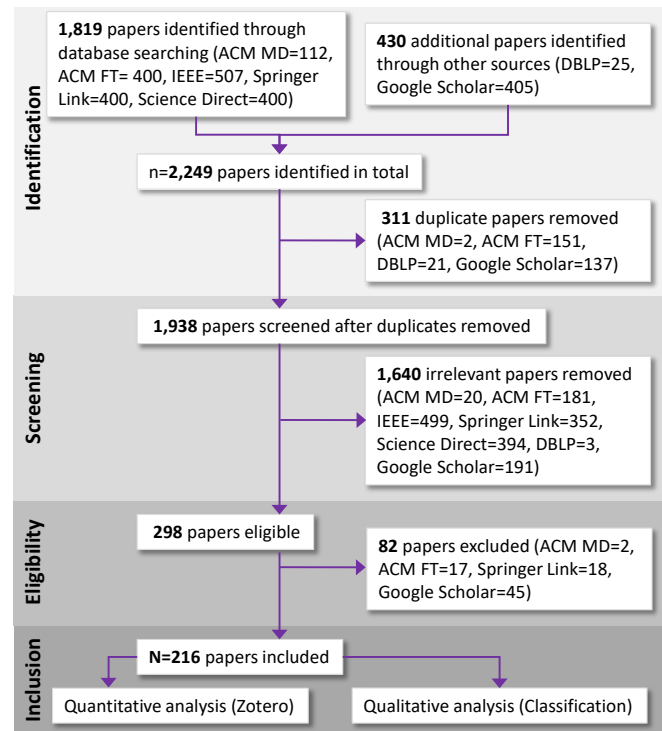 Identification
1,819 papers identified through
database searching (ACM MD=112,
ACM FT= 400, IEEE=507, Springer
Link=400, Science Direct=400)
430 additional papers identified
through other sources (DBLP=25,
Google Scholar=405)
n=2,249 papers identified in total
311 duplicate papers removed
(ACM MD=2, ACM FT=151,
DBLP=21, Google Scholar=137)
Screening
1,938 papers screened after duplicates removed
1,640 irrelevant papers removed
(ACM MD=20, ACM FT=181,
IEEE=499, Springer Link=352,
Science Direct=394, DBLP=3,
Google Scholar=191)
Eligibility
298 papers eligible
82 papers excluded (ACM MD=2,
ACM FT=17, Springer Link=18,
Google Scholar=45)
Inclusion
N=216 papers included
Quantitative analysis (Zotero)
Qualitative analysis (Classification)